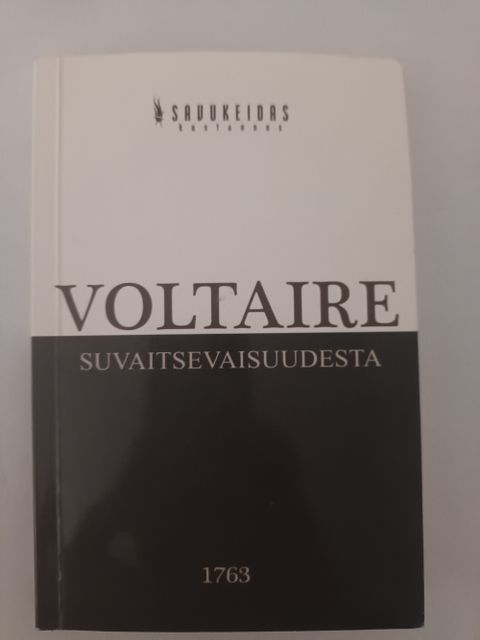 SAVUKEIDAS
kustannus
VOLTAIRE
SUVAITSEVAISUUDESTA
1763